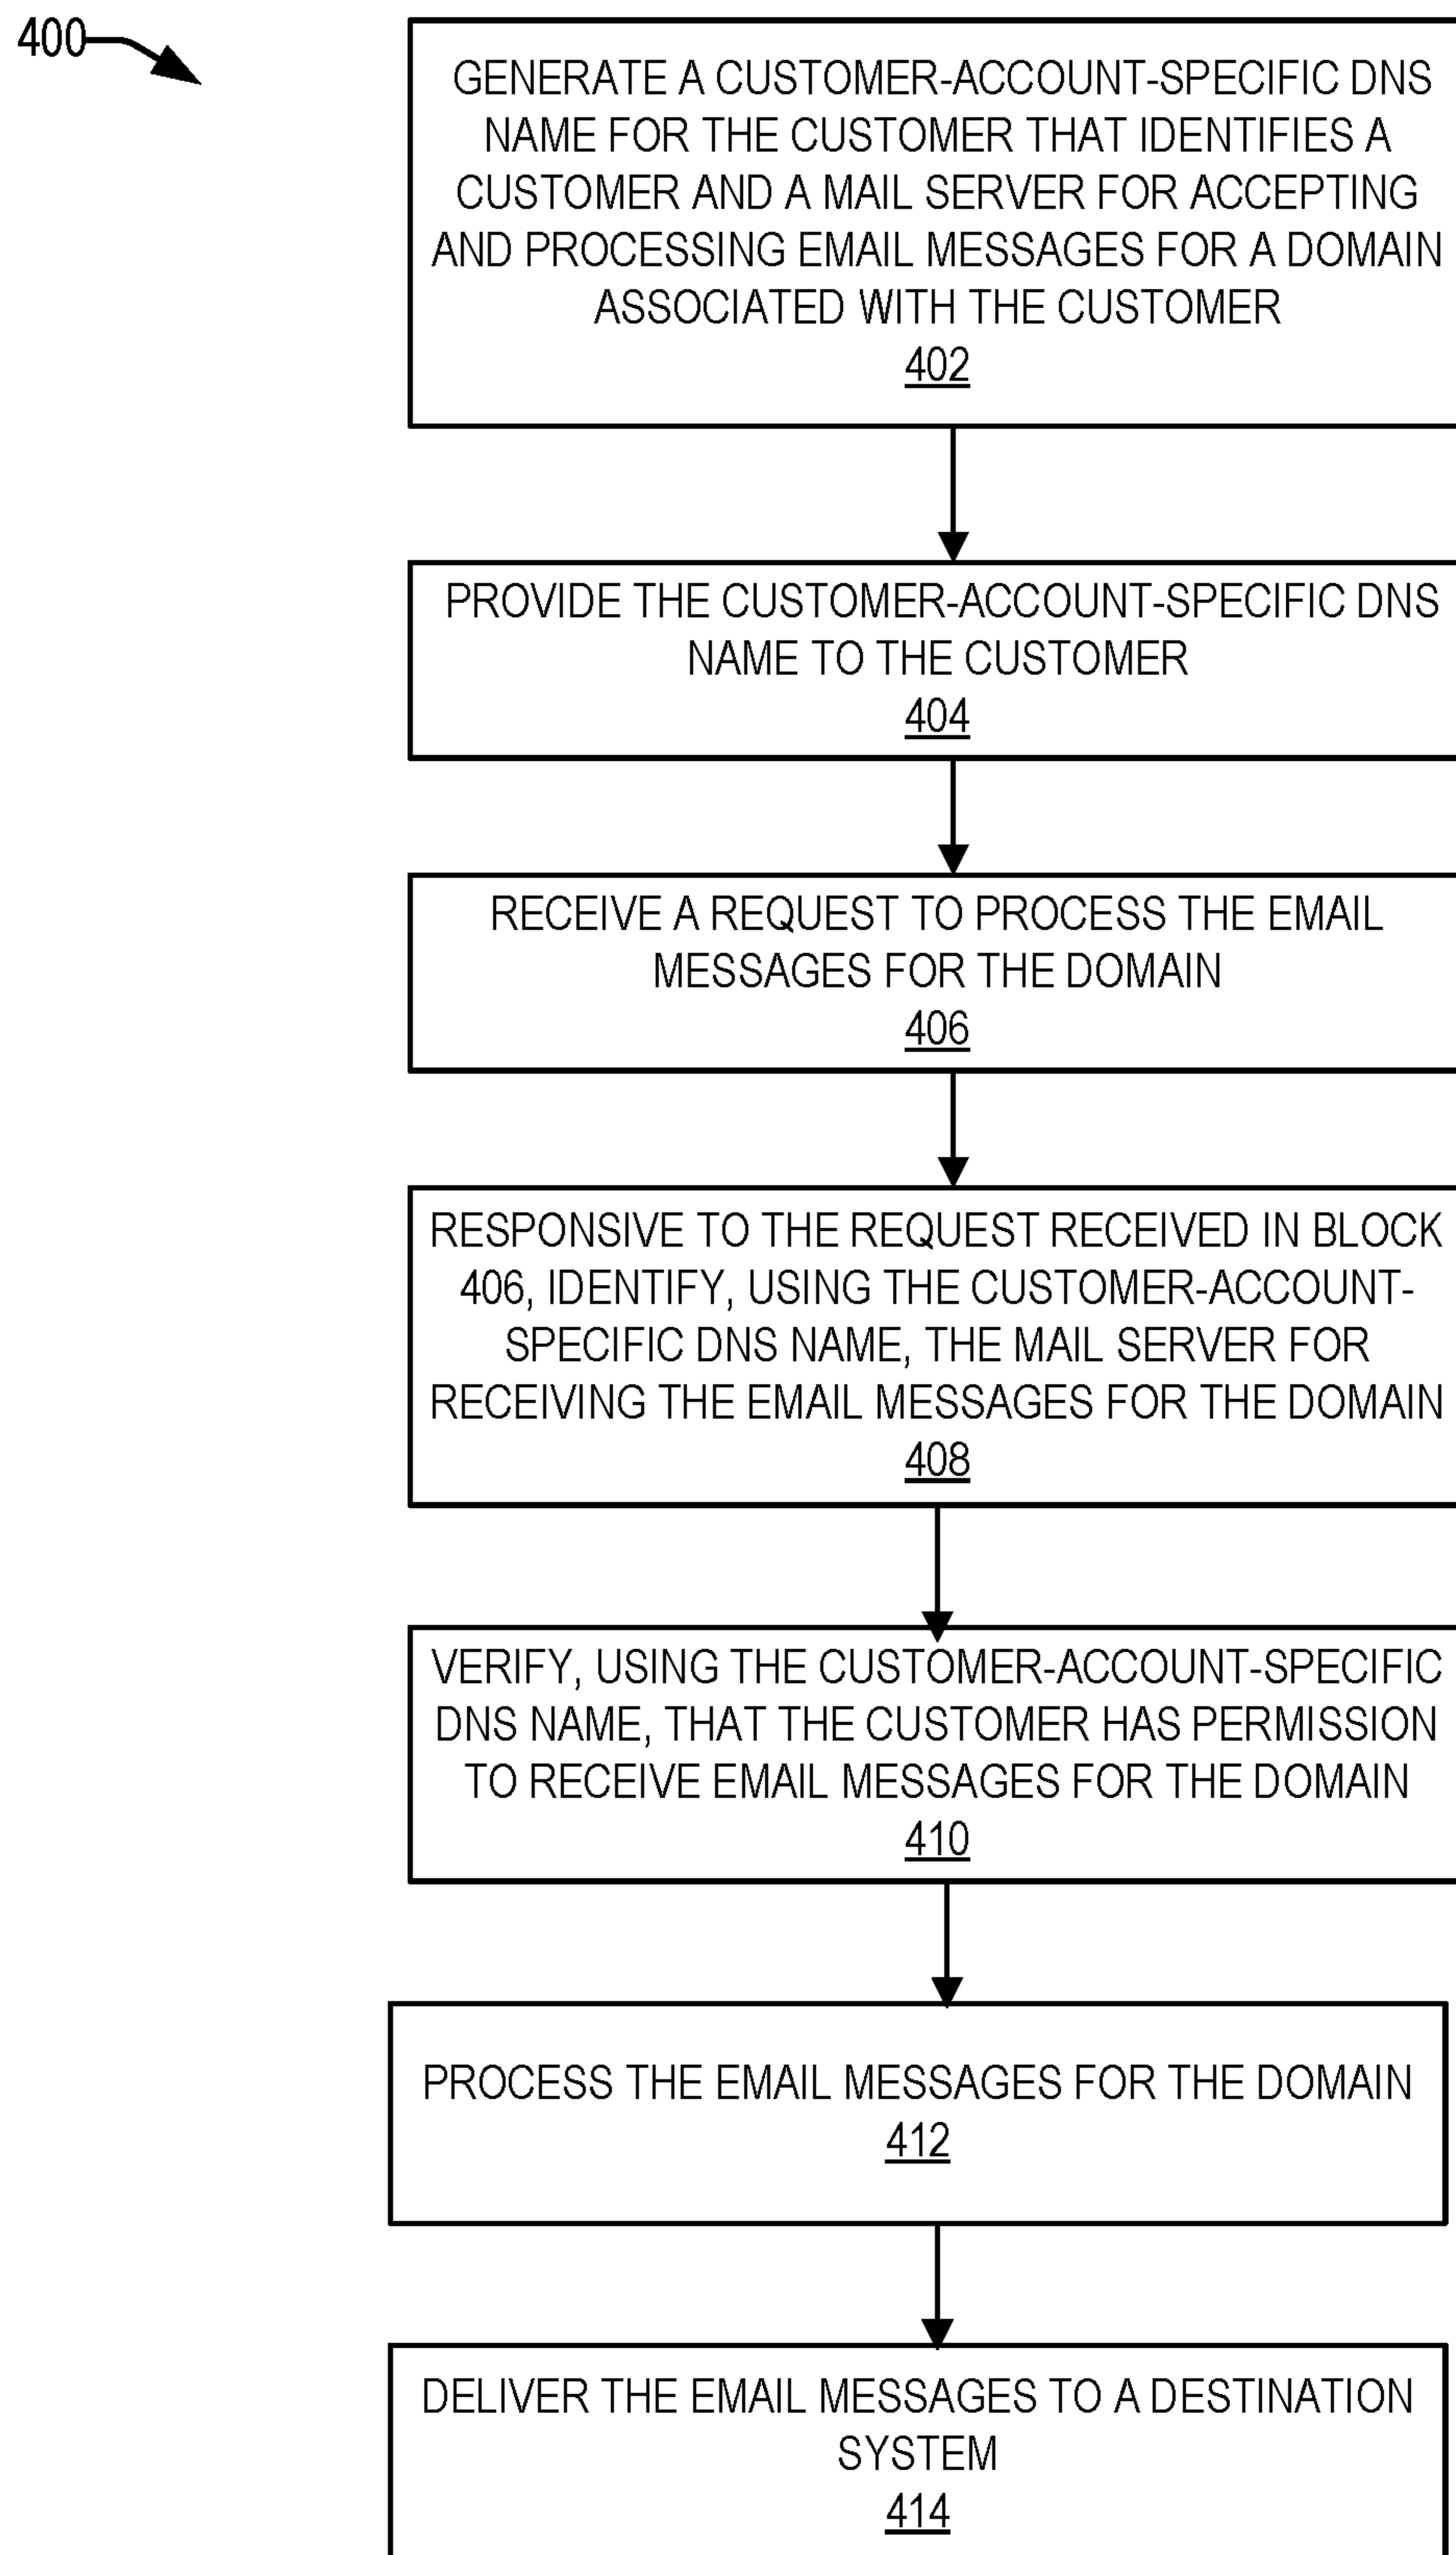 400
GENERATE A CUSTOMER-ACCOUNT-SPECIFIC DNS
NAME FOR THE CUSTOMER THAT IDENTIFIES A
CUSTOMER AND A MAIL SERVER FOR ACCEPTING
AND PROCESSING EMAIL MESSAGES FOR A DOMAIN
ASSOCIATED WITH THE CUSTOMER
402
PROVIDE THE CUSTOMER-ACCOUNT-SPECIFIC DNS
NAME TO THE CUSTOMER
404
RECEIVE A REQUEST TO PROCESS THE EMAIL
MESSAGES FOR THE DOMAIN
406
RESPONSIVE TO THE REQUEST RECEIVED IN BLOCK
406, IDENTIFY, USING THE CUSTOMER-ACCOUNT-
SPECIFIC DNS NAME, THE MAIL SERVER FOR
RECEIVING THE EMAIL MESSAGES FOR THE DOMAIN
408
VERIFY, USING THE CUSTOMER-ACCOUNT-SPECIFIC
DNS NAME, THAT THE CUSTOMER HAS PERMISSION
TO RECEIVE EMAIL MESSAGES FOR THE DOMAIN
410
PROCESS THE EMAIL MESSAGES FOR THE DOMAIN
412
DELIVER THE EMAIL MESSAGES TO A DESTINATION
SYSTEM
414